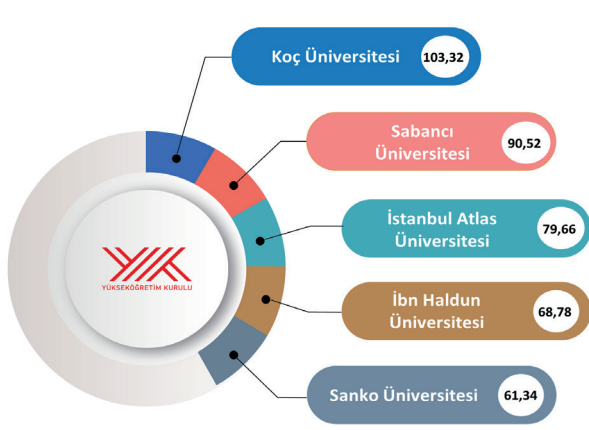 Koç Üniversitesi
103,32
Sabancı
Üniversitesi
90,52
İstanbul Atlas
Üniversitesi
79,66
İbn Haldun
Üniversitesi
68,78
Sanko Üniversitesi
61,34
YÜKSEKÖĞRETİM KURULU